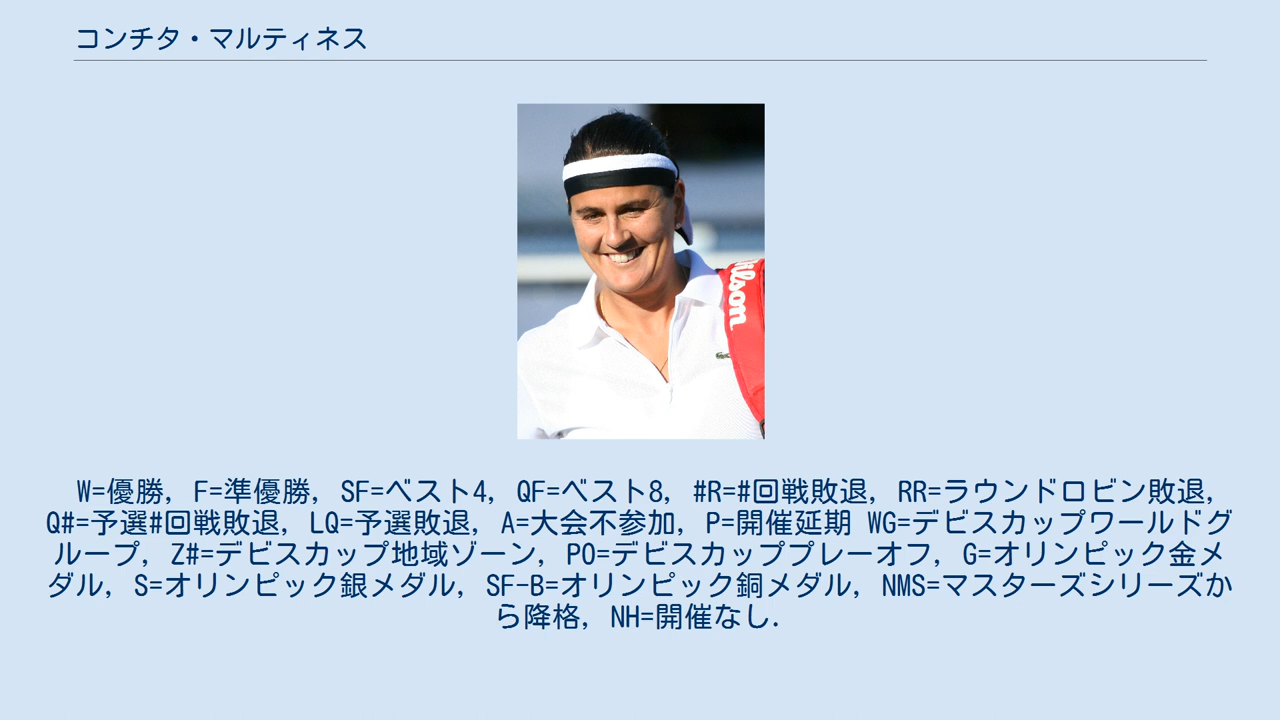 コンチタ・マルティネス
Wilson
W=優勝, F=準優勝, SF=ベスト4, QF=ベスト8, #R=#回戦敗退, RR=ラウンドロビン敗退,
Q#=予選#回戦敗退, LQ=予選敗退, A=大会不参加, P=開催延期 WG=デビスカップワールドグ
ループ, Z#=デビスカップ地域ゾーン, PO=デビスカッププレーオフ, G=オリンピック金メ
ダル, S=オリンピック銀メダル, SF-B=オリンピック銅メダル, NMS=マスターズシリーズか
ら降格, NH=開催なし.